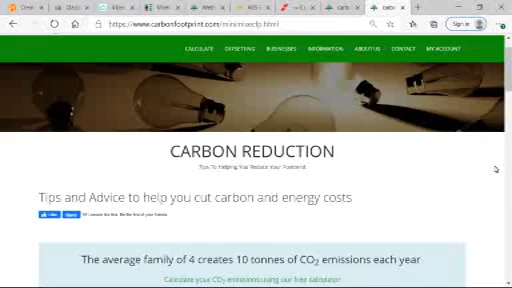 Sign in
https://www.carbonfootprint.com/minimisecfp.html
CALCULATE OFFSETTING BUSINESSES INFORMATION ABOUT US CONTACT MY ACCOUNT
CARBON REDUCTION
Tips To Helping You Reduce Your Footprint
Tips and Advice to help you cut carbon and energy costs
Like Share
The average family of 4 creates 10 tonnes of CO₂ emissions each year
Calculate your CO₂ emissions using our free calculator